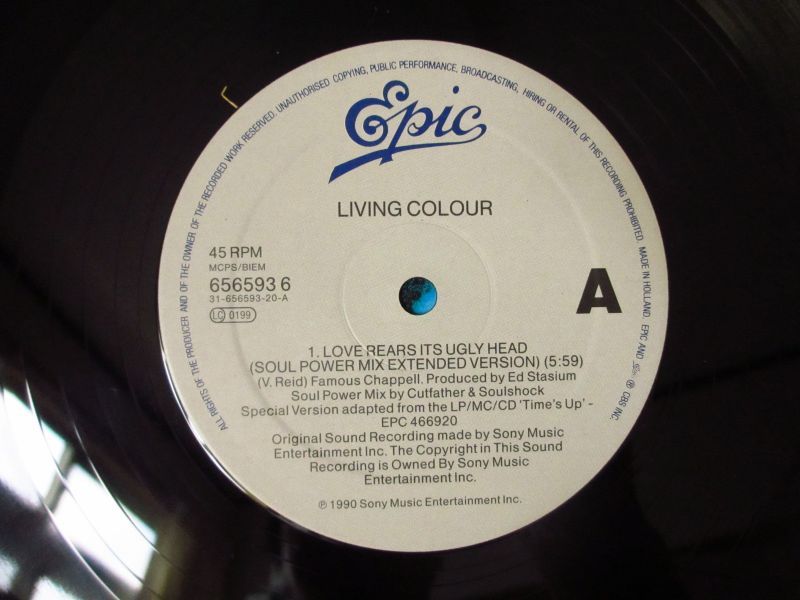 ALL RIGHTS OF THE PRODUCER AND OF THE OWNER OF THE RECORDED WORK RESERVED. UNAUTHORISED COPYING, PUBLIC PERFORMANCE, BROADCASTING, HIRING OR RENTAL OF THIS RECORDING PROHIBITED. MADE IN HOLLAND. EPIC AND ℗ CBS INC.
Epic
LIVING COLOUR
45 RPM
MCPS/BIEM
656593 6
31-656593-20-A
LC 0199
A
1. LOVE REARS ITS UGLY HEAD
(SOUL POWER MIX EXTENDED VERSION) (5:59)
(V. Reid) Famous Chappell. Produced by Ed Stasium
Soul Power Mix by Cutfather & Soulshock
Special Version adapted from the LP/MC/CD 'Time's Up' -
EPC 466920
Original Sound Recording made by Sony Music
Entertainment Inc. The Copyright in This Sound
Recording is Owned By Sony Music
Entertainment Inc.
℗ 1990 Sony Music Entertainment Inc.